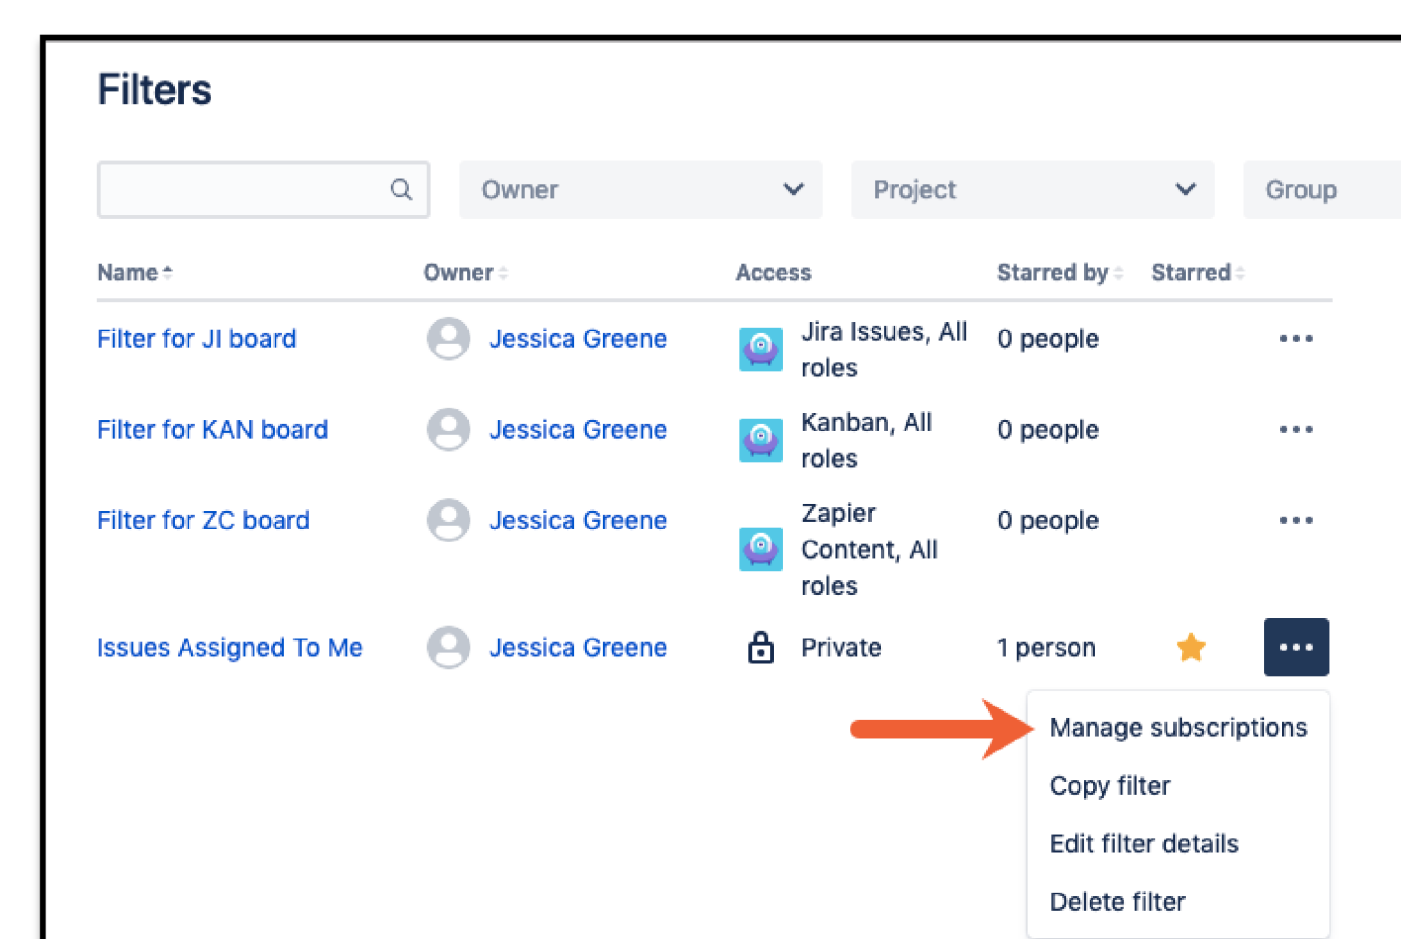 Filters
Owner Project Group
Name Owner Access Starred by Starred
Filter for JI board Jessica Greene Jira Issues, All 0 people
roles
Filter for KAN board Jessica Greene Kanban, All 0 people
roles
Filter for ZC board Jessica Greene Zapier 0 people
Content, All
roles
Issues Assigned To Me Jessica Greene Private 1 person
Manage subscriptions
Copy filter
Edit filter details
Delete filter